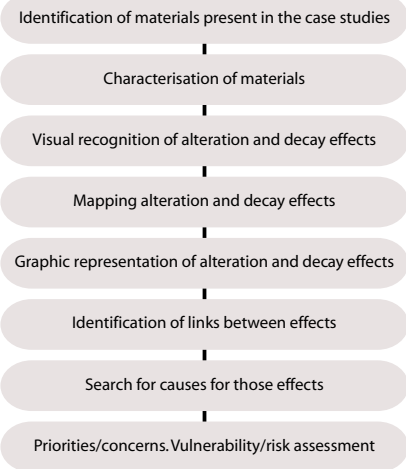 Identification of materials present in the case studies
Characterisation of materials
Visual recognition of alteration and decay effects
Mapping alteration and decay effects
Graphic representation of alteration and decay effects
Identification of links between effects
Search for causes for those effects
Priorities/concerns. Vulnerability/risk assessment